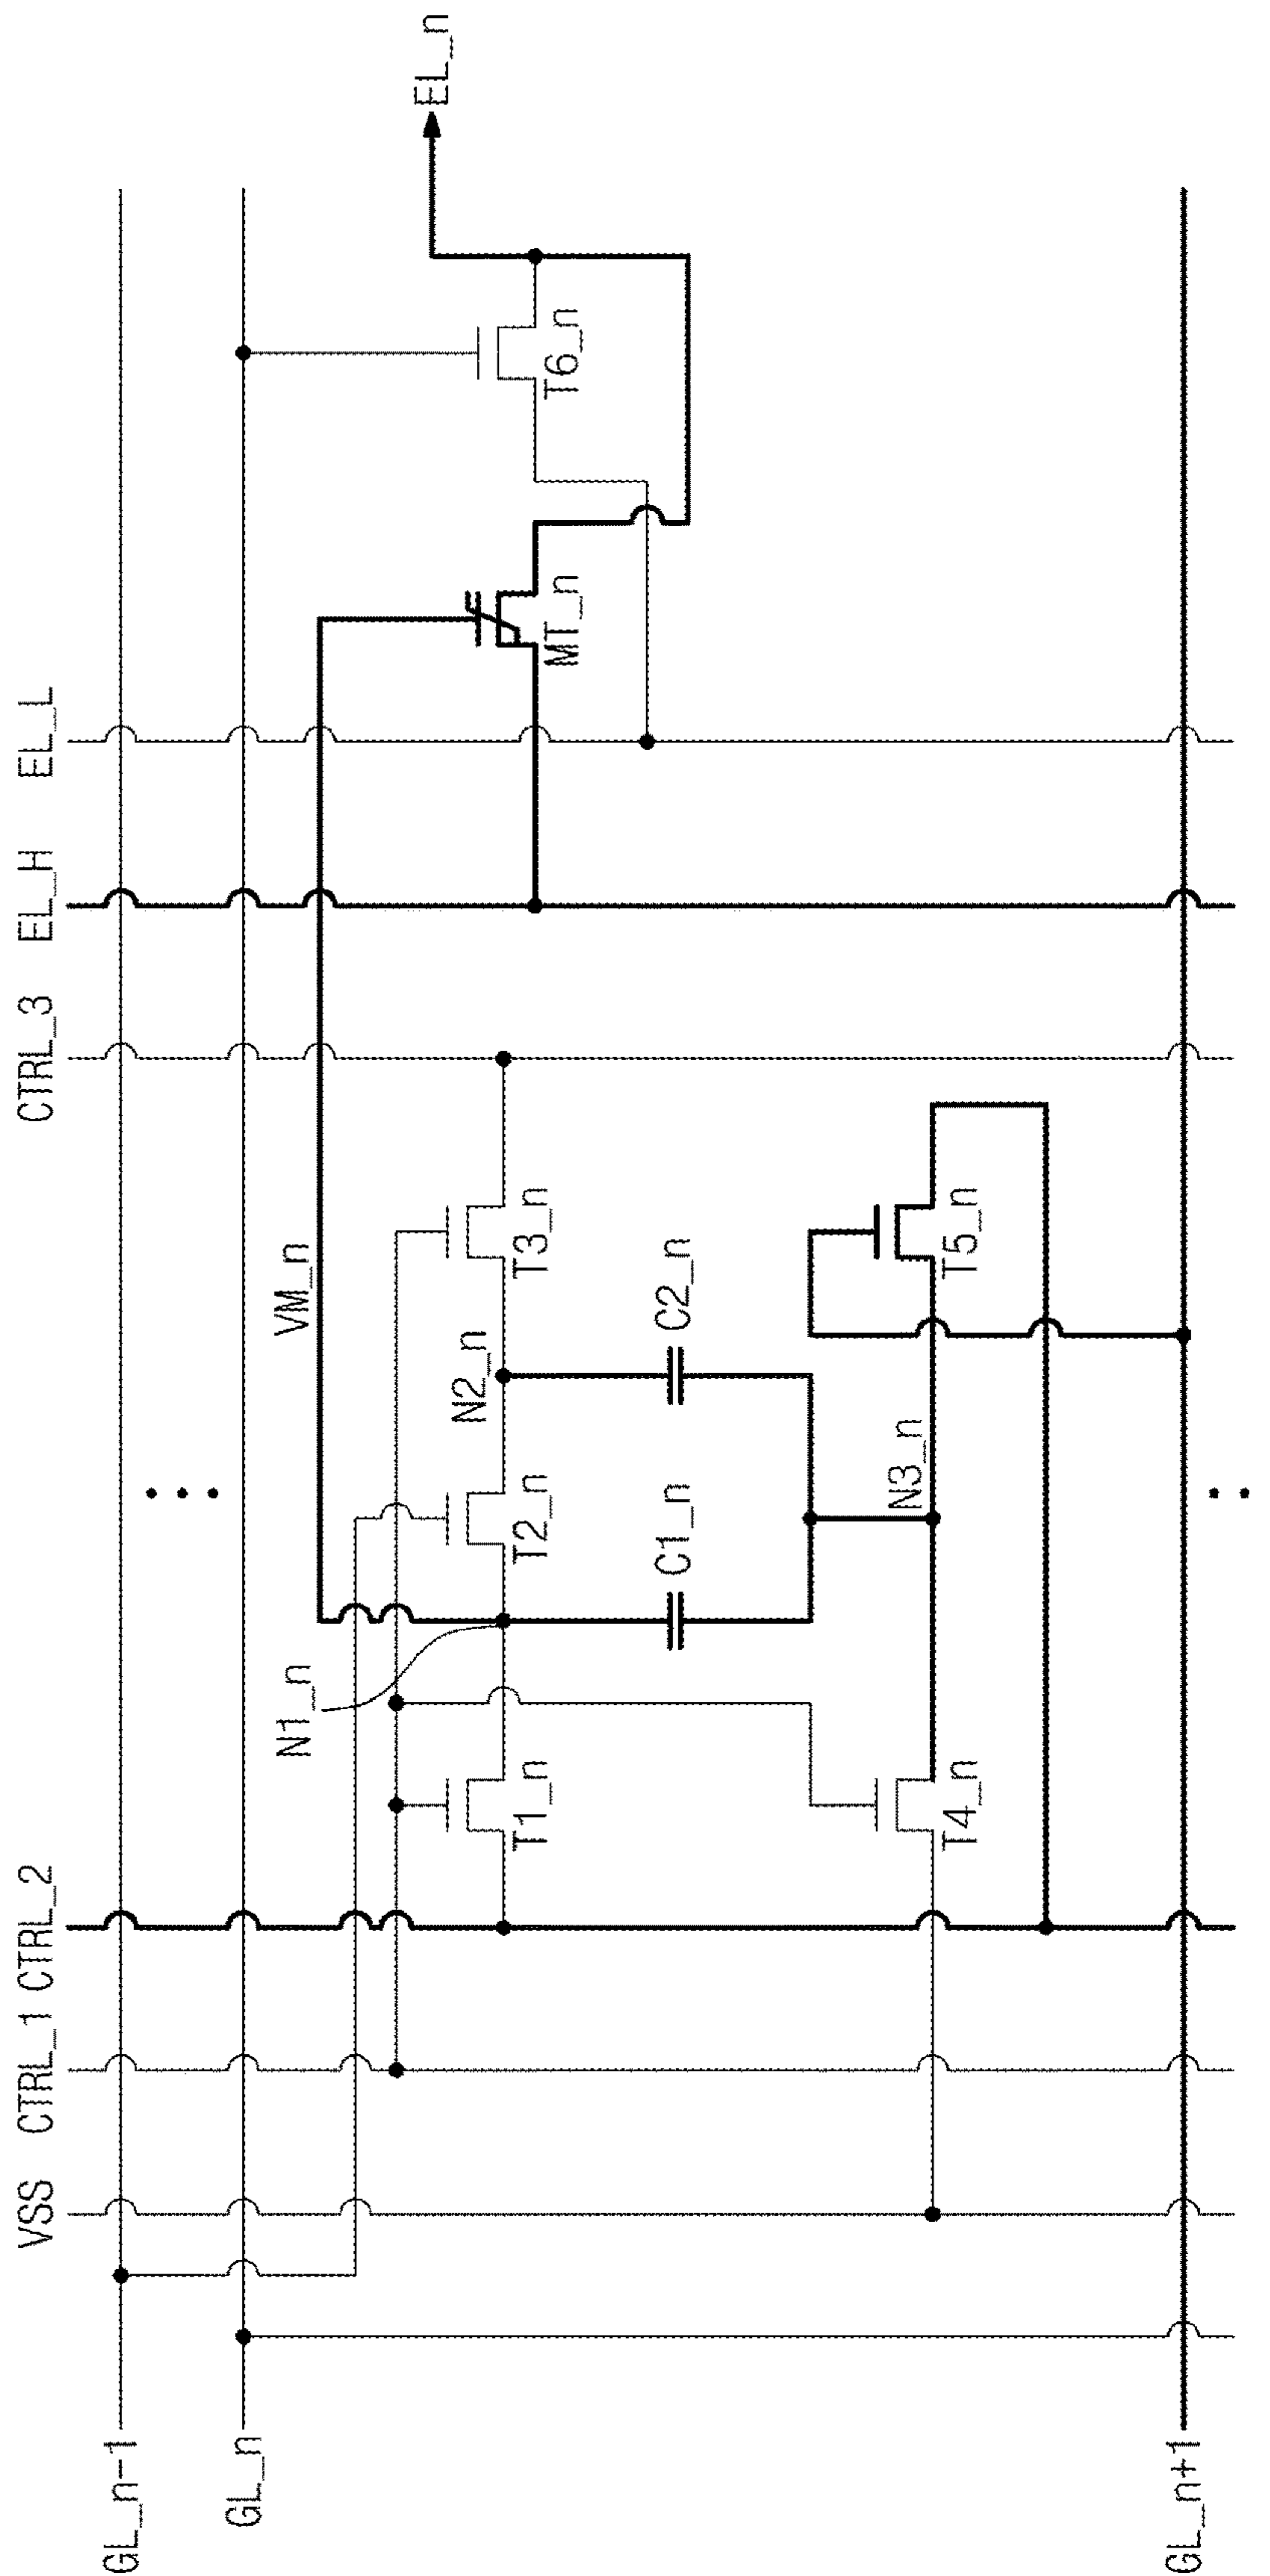 VSS
CTRL_1
CTRL_2
CTRL_3
EL_H
EL_L
GL_n-1
GL_n
VM_n
N1_n
N2_n
EL_n
T1_n
T2_n
T3_n
MT_n
T6_n
C1_n
C2_n
N3_n
T4_n
T5_n
GL_n+1